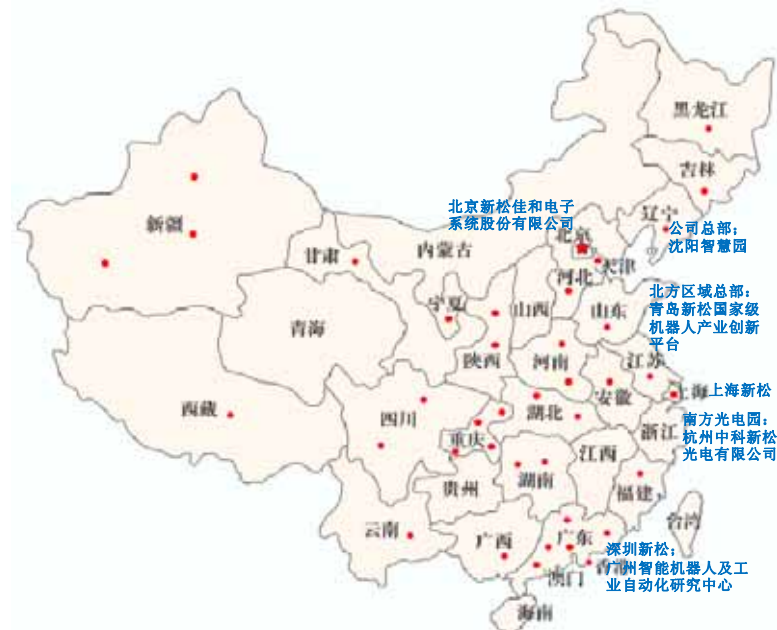 黑龙江
吉林
辽宁
北京新松佳和电子
系统股份有限公司
公司总部；
沈阳智慧园
新疆
甘肃
内蒙古
北京
天津
河北
北方区域总部：
青岛新松国家级
机器人产业创新
平台
宁夏
山西
山东
青海
陕西
河南
江苏
安徽
上海
上海新松
西藏
四川
湖北
重庆
浙江
南方光电园：
杭州中科新松
光电有限公司
江西
湖南
贵州
福建
云南
广西
广东
台湾
深圳新松；
广州智能机器人及工
业自动化研究中心
香港
澳门
海南